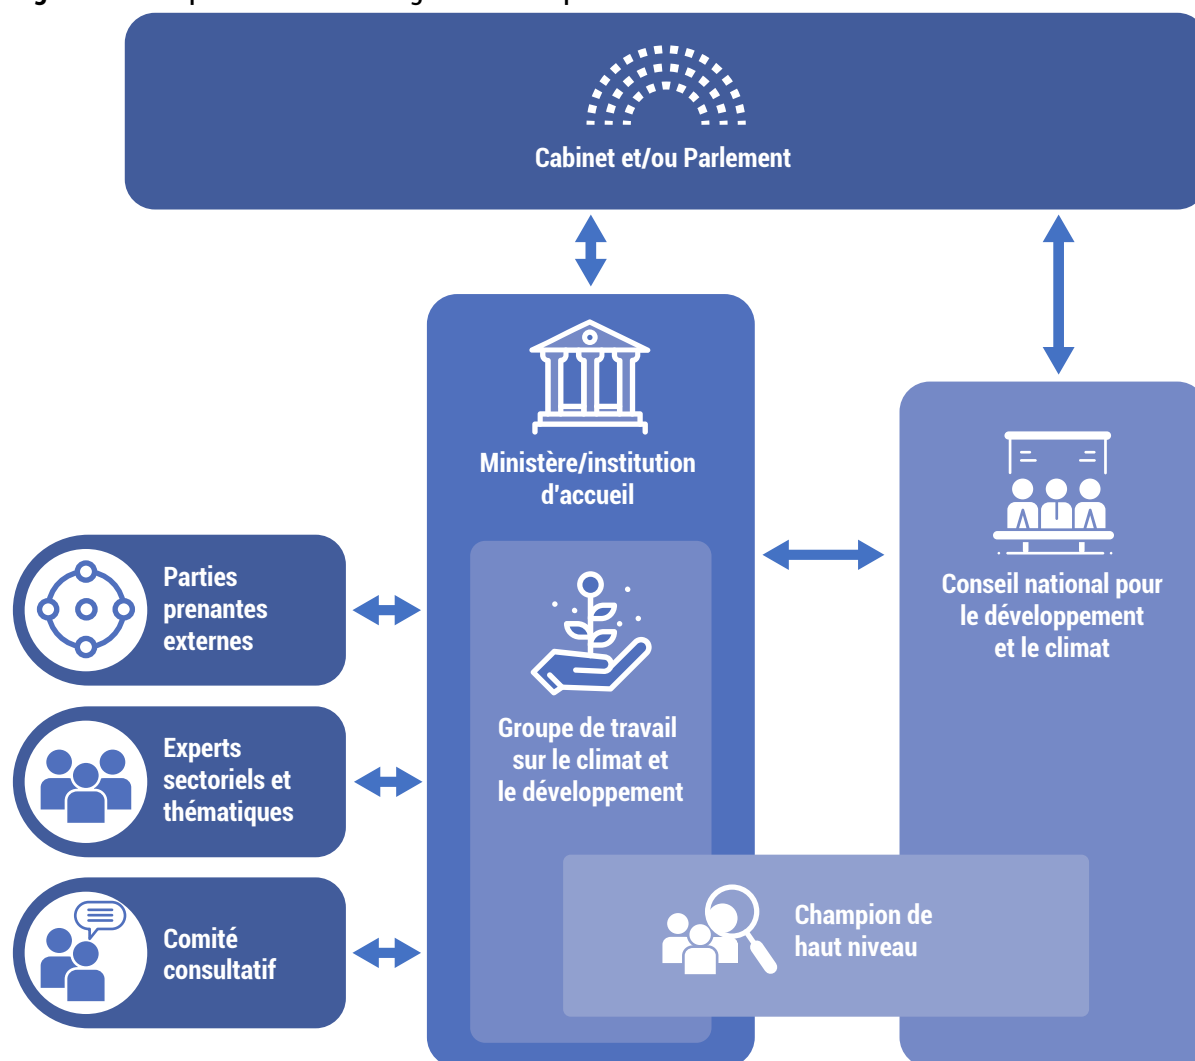 Cabinet et/ou Parlement
Ministère/institution
d'accueil
Groupe de travail
sur le climat et
le développement
Conseil national pour
le développement
et le climat
Parties
prenantes
externes
Experts
sectoriels et
thématiques
Comité
consultatif
Champion de
haut niveau